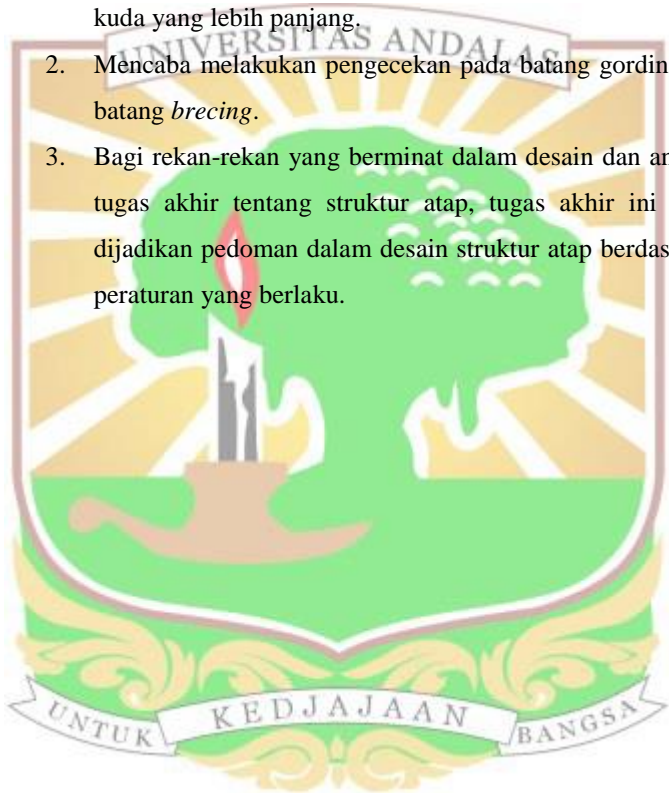 kuda yang lebih panjang.
UNIVERSITAS ANDALAS
2. Mencaba melakukan pengecekan pada batang gordin
batang brecing.
3. Bagi rekan-rekan yang berminat dalam desain dan
tugas akhir tentang struktur atap, tugas akhir ini
dijadikan pedoman dalam desain struktur atap
peraturan yang berlaku.
UNTUK KEDJAJAAN BANGSA